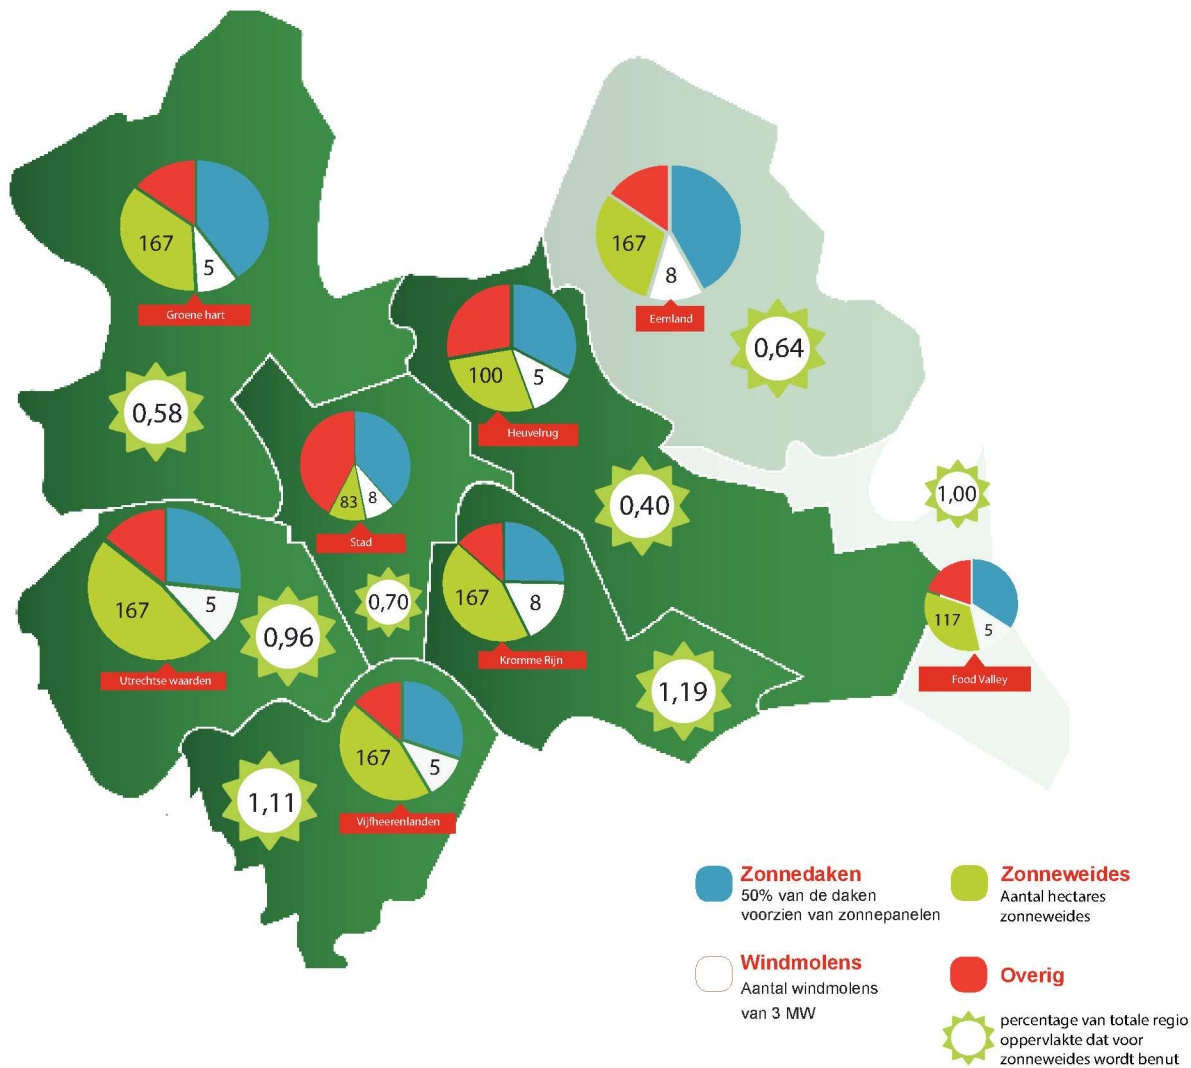 167
5
Groene hart
0,58
167
8
Eemland
0,64
100
5
Heuvelrug
0,40
83
8
Stad
0,70
1,00
167
5
Utrechtse waarden
0,96
167
8
Kromme Rijn
1,19
117
5
Food Valley
167
5
Vijfheerenlanden
1,11
Zonnedaken
50% van de daken
voorzien van zonnepanelen
Zonneweides
Aantal hectares
zonneweides
Windmolens
Aantal windmolens
van 3 MW
Overig
percentage van totale regio
oppervlakte dat voor
zonneweides wordt benut